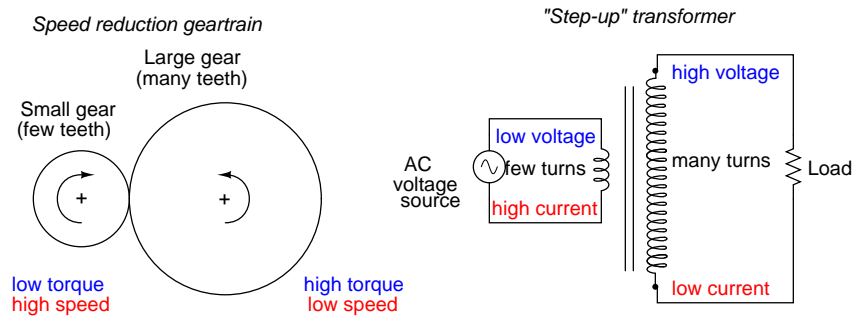 Speed reduction geartrain
Large gear
(many teeth)
Small gear
(few teeth)
+
+
low torque
high speed
high torque
low speed
"Step-up" transformer
high voltage
low voltage
AC
voltage
source
few turns
many turns
Load
high current
low current